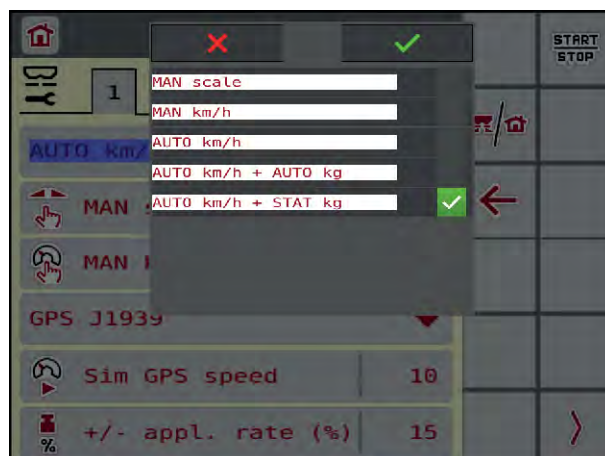 START
STOP
MAN scale
1
MAN km/h
AUTO km/h
AUTO km/
AUTO km/h + AUTO kg
AUTO km/h + STAT kg
MAN
MAN
GPS J1939
Sim GPS speed 10
% +/- appl. rate (%) 15